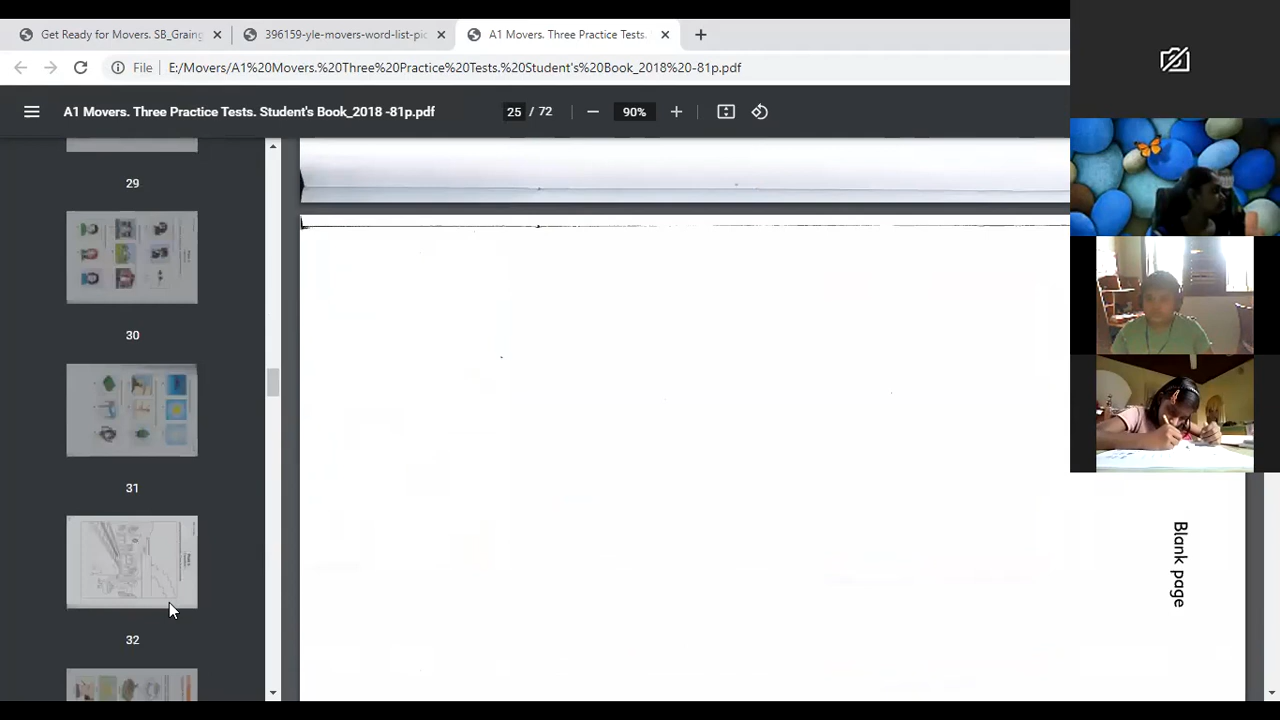 Get Ready for Movers. SB_Graing
396159-yle-movers-word-list-pic
A1 Movers. Three Practice Tests.
File
E:/Movers/A1%20Movers.%20Three%20Practice%20Tests.%20Student's%20Book_2018%20-81p.pdf
A1 Movers. Three Practice Tests. Student's Book_2018 -81p.pdf
25 / 72
90%
29
30
31
32
Blank page